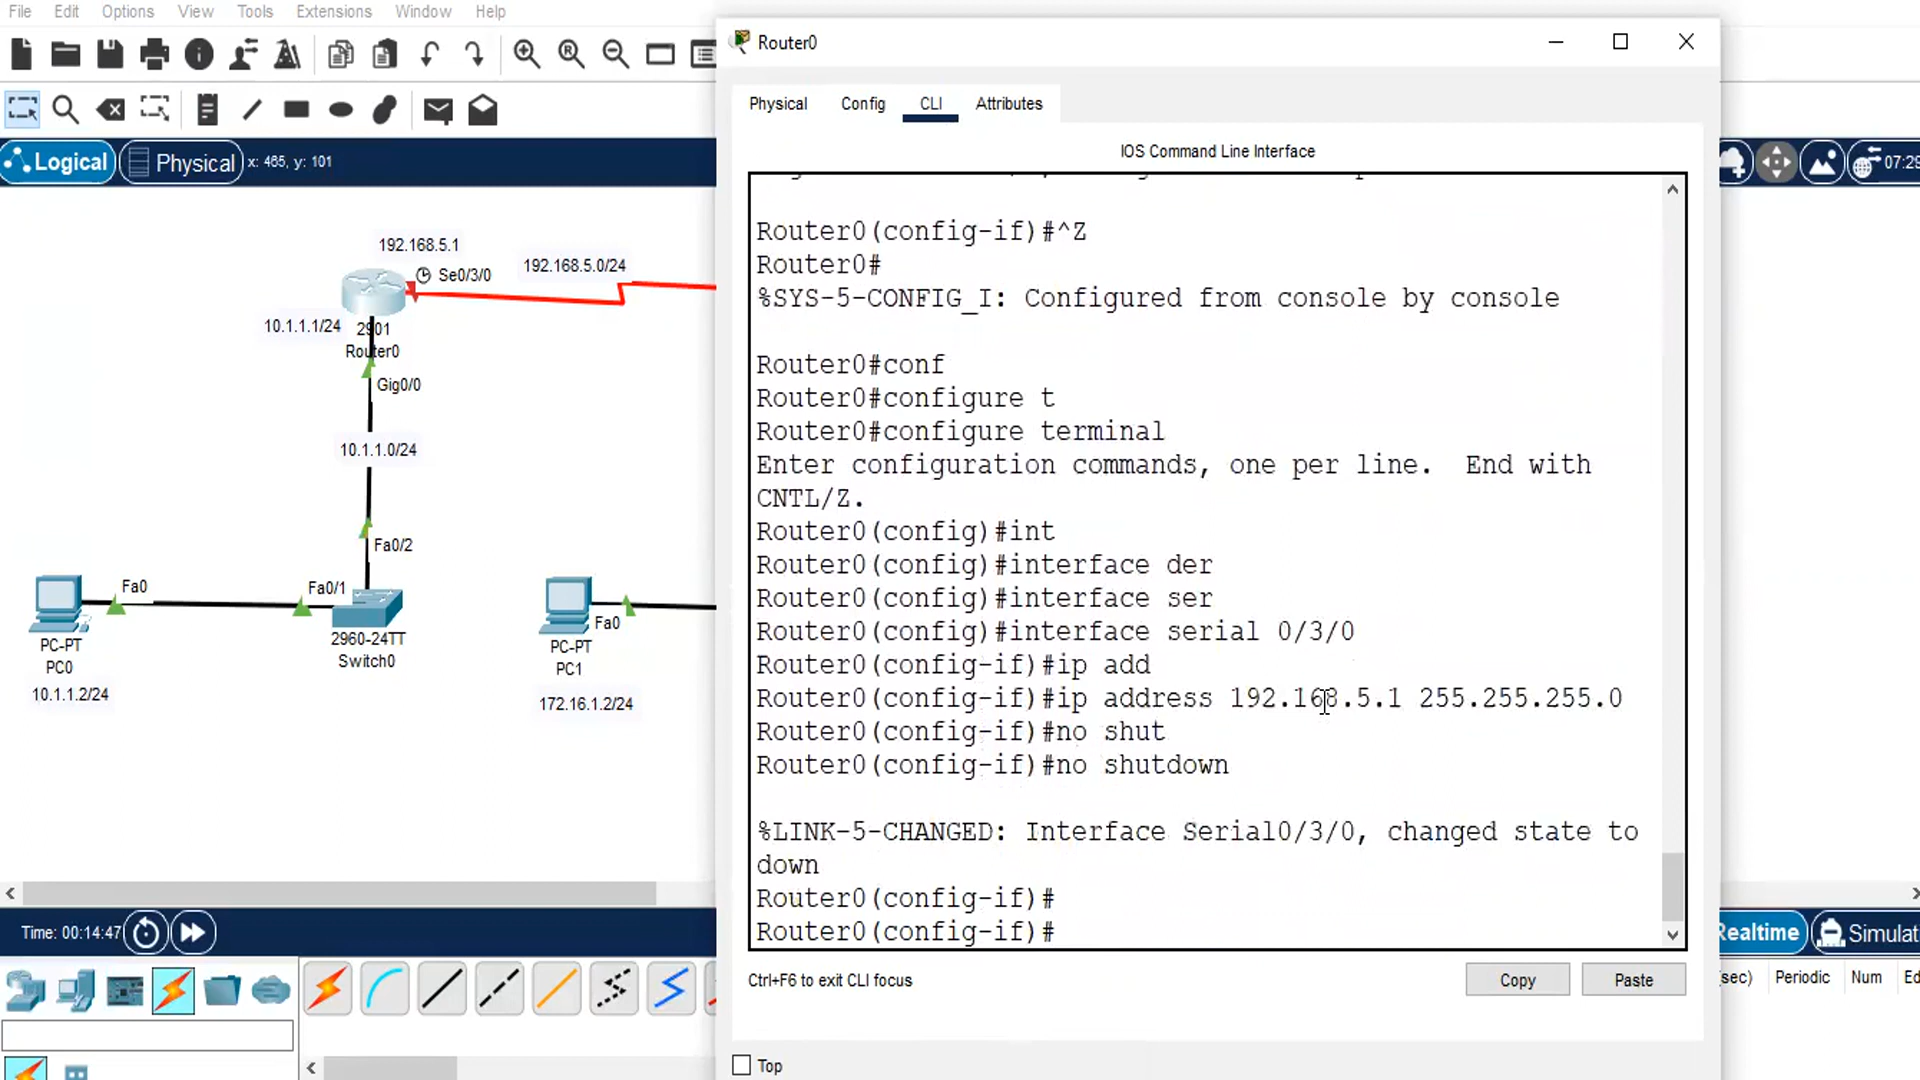 File Edit View Options Tools Extensions Window Help
Router0
Physical Config CLI Attributes
IOS Command Line Interface
Logical Physical x: 465, y: 101
07:29
192.168.5.1
Se0/3/0
192.168.5.0/24
10.1.1.1/24
2901
Router0
Gig0/0
10.1.1.0/24
Fa0/2
Fa0
Fa0/1
PC-PT
PC0
10.1.1.2/24
2960-24TT
Switch0
Fa0
PC-PT
PC1
172.16.1.2/24
Router0(config-if)#^Z
Router0#
%SYS-5-CONFIG_I: Configured from console by console
Router0#conf
Router0#configure t
Router0#configure terminal
Enter configuration commands, one per line. End with
CNTL/Z.
Router0(config)#int
Router0(config)#interface der
Router0(config)#interface ser
Router0(config)#interface serial 0/3/0
Router0(config-if)#ip add
Router0(config-if)#ip address 192.168.5.1 255.255.255.0
Router0(config-if)#no shut
Router0(config-if)#no shutdown
%LINK-5-CHANGED: Interface Serial0/3/0, changed state to
down
Router0(config-if)#
Router0(config-if)#
Ctrl+F6 to exit CLI focus
Copy Paste
Top
Time: 00:14:47
Realtime Simulati
(sec) Periodic Num Ed